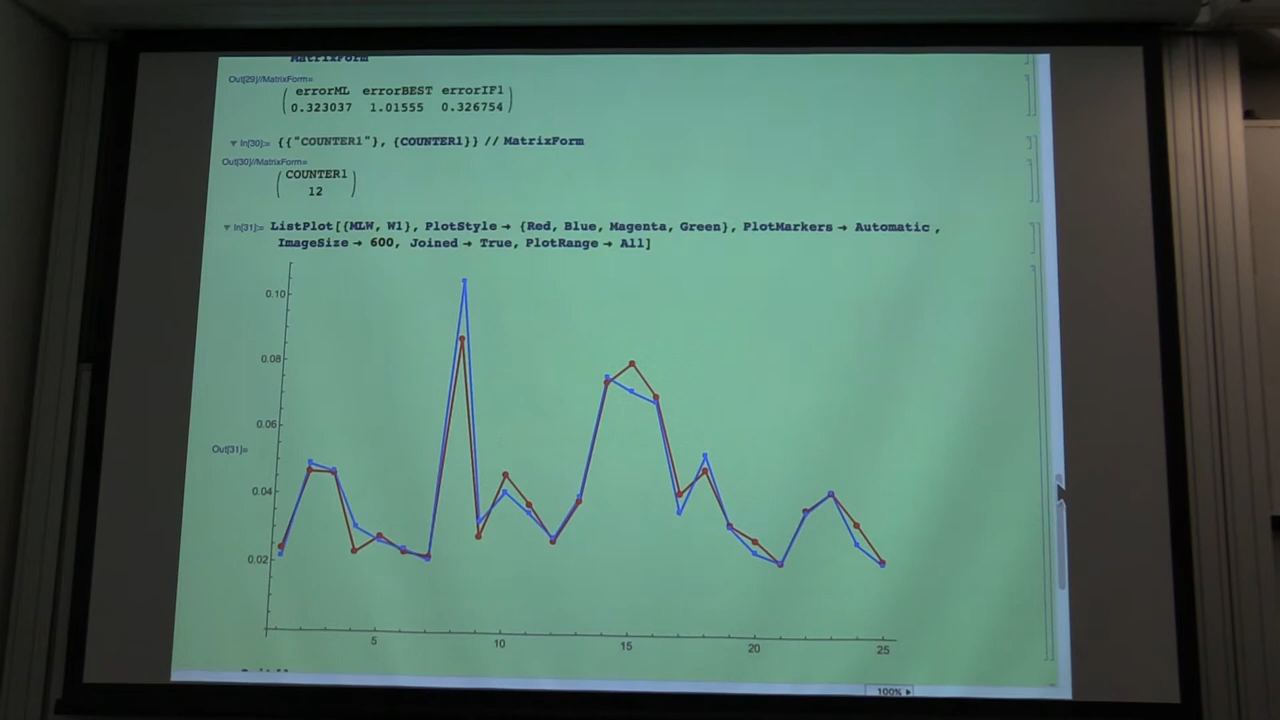 MatrixForm
Out[29]//MatrixForm=
errorML errorBEST errorIF1
0.323037 1.01555 0.326754
In[30]:= {{"COUNTER1"}, {COUNTER1}} // MatrixForm
Out[30]//MatrixForm=
COUNTER1
12
In[31]:= ListPlot[{MLW, W1}, PlotStyle → {Red, Blue, Magenta, Green}, PlotMarkers → Automatic ,
ImageSize → 600, Joined → True, PlotRange → All]
0.10
0.08
0.06
Out[31]=
0.04
0.02
5 10 15 20 25
100%